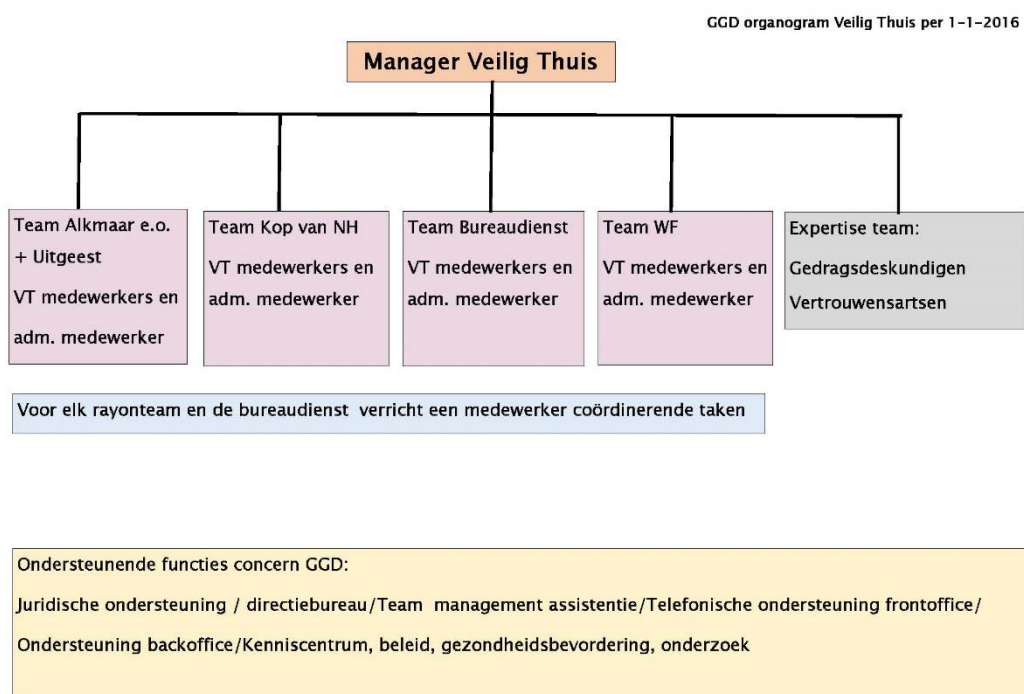 GGD organogram Veilig Thuis per 1-1-2016
Manager Veilig Thuis
Team Alkmaar e.o.
+ Uitgeest
VT medewerkers en
adm. medewerker
Team Kop van NH
VT medewerkers en
adm. medewerker
Team Bureaudienst
VT medewerkers en
adm. medewerker
Team WF
VT medewerkers en
adm. medewerker
Expertise team:
Gedragsdeskundigen
Vertrouwensartsen
Voor elk rayonteam en de bureaudienst verricht een medewerker coördinerende taken
Ondersteunende functies concern GGD:
Juridische ondersteuning / directiebureau/Team management assistentie/Telefonische ondersteuning frontoffice/
Ondersteuning backoffice/Kenniscentrum, beleid, gezondheidsbevordering, onderzoek